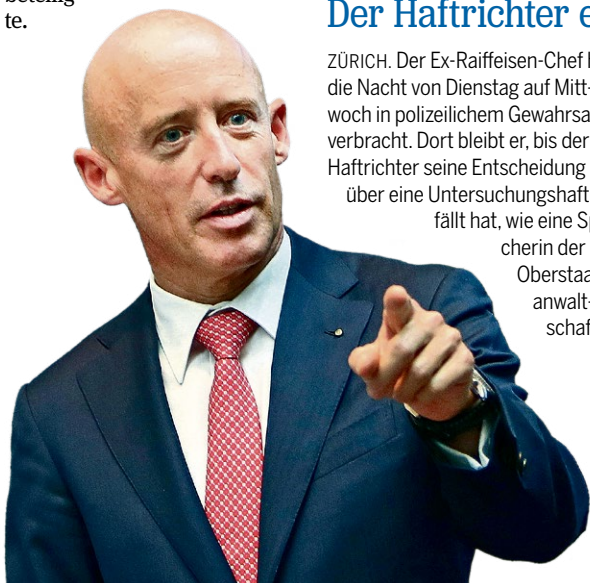 te.
Der Haftrichter e
ZÜRICH. Der Ex-Raiffeisen-Chef
die Nacht von Dienstag auf Mitt-
woch in polizeilichem Gewahrsa
verbracht. Dort bleibt er, bis der
Haftrichter seine Entscheidung
über eine Untersuchungshaft
fällt hat, wie eine Sp
cherin der
Oberstaa
anwalt-
schaf